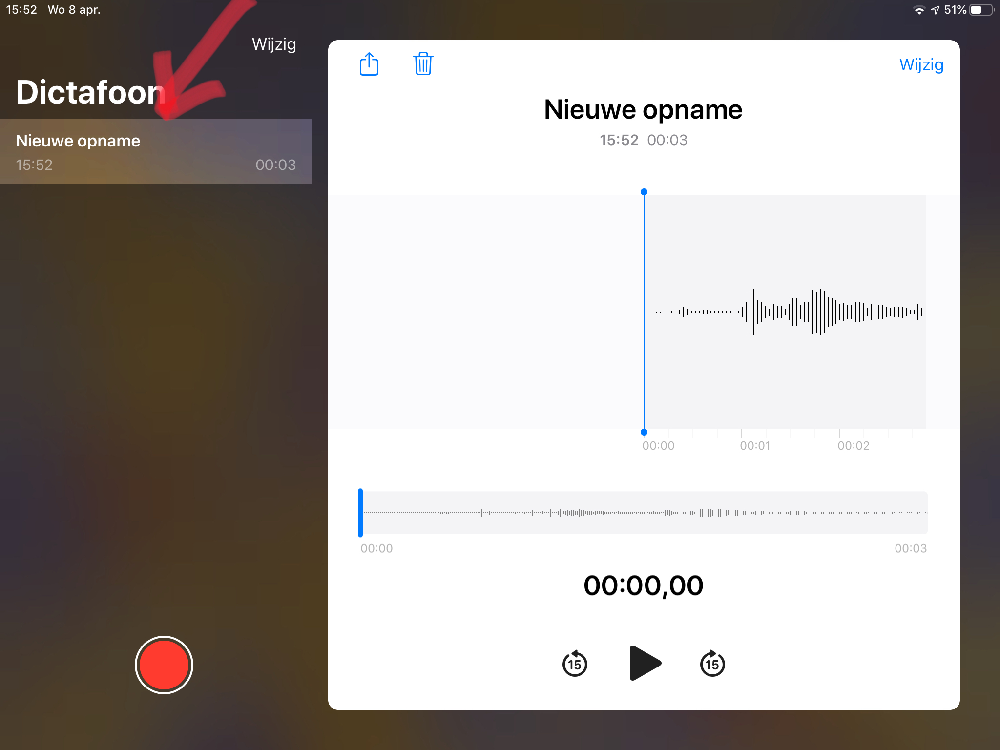 15:52 Wo 8 apr. 51%
Wijzig
Dictafoon
Nieuwe opname
15:52 00:03
Wijzig
Nieuwe opname
15:52 00:03
00:00 00:01 00:02
00:00 00:03
00:00,00
15 15